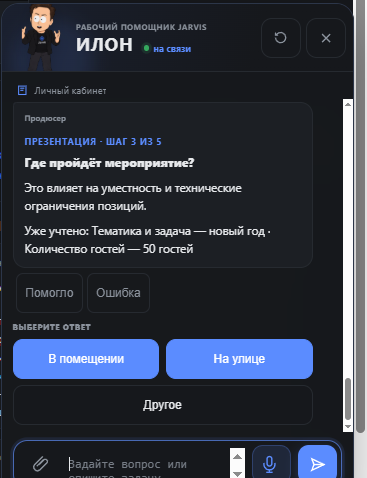 РАБОЧИЙ ПОМОЩНИК JARVIS
ИЛОН
на связи
Личный кабинет
Продюсер
ПРЕЗЕНТАЦИЯ · ШАГ 3 ИЗ 5
Где пройдёт мероприятие?
Это влияет на уместность и технические
ограничения позиций.
Уже учтено: Тематика и задача — новый год ·
Количество гостей — 50 гостей
Помогло
Ошибка
ВЫБЕРИТЕ ОТВЕТ
В помещении
На улице
Другое
Задайте вопрос или
опишите задачу